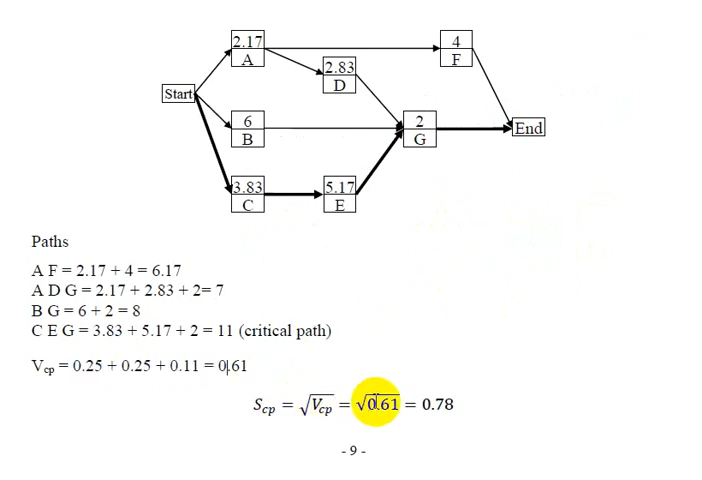 2.17
A
4
F
2.83
D
Start
6
B
2
G
End
3.83
C
5.17
E
Paths
A F = 2.17 + 4 = 6.17
A D G = 2.17 + 2.83 + 2= 7
B G = 6 + 2 = 8
C E G = 3.83 + 5.17 + 2 = 11 (critical path)
Vcp = 0.25 + 0.25 + 0.11 = 0.61
Scp = √Vcp = √0.61 = 0.78
- 9 -